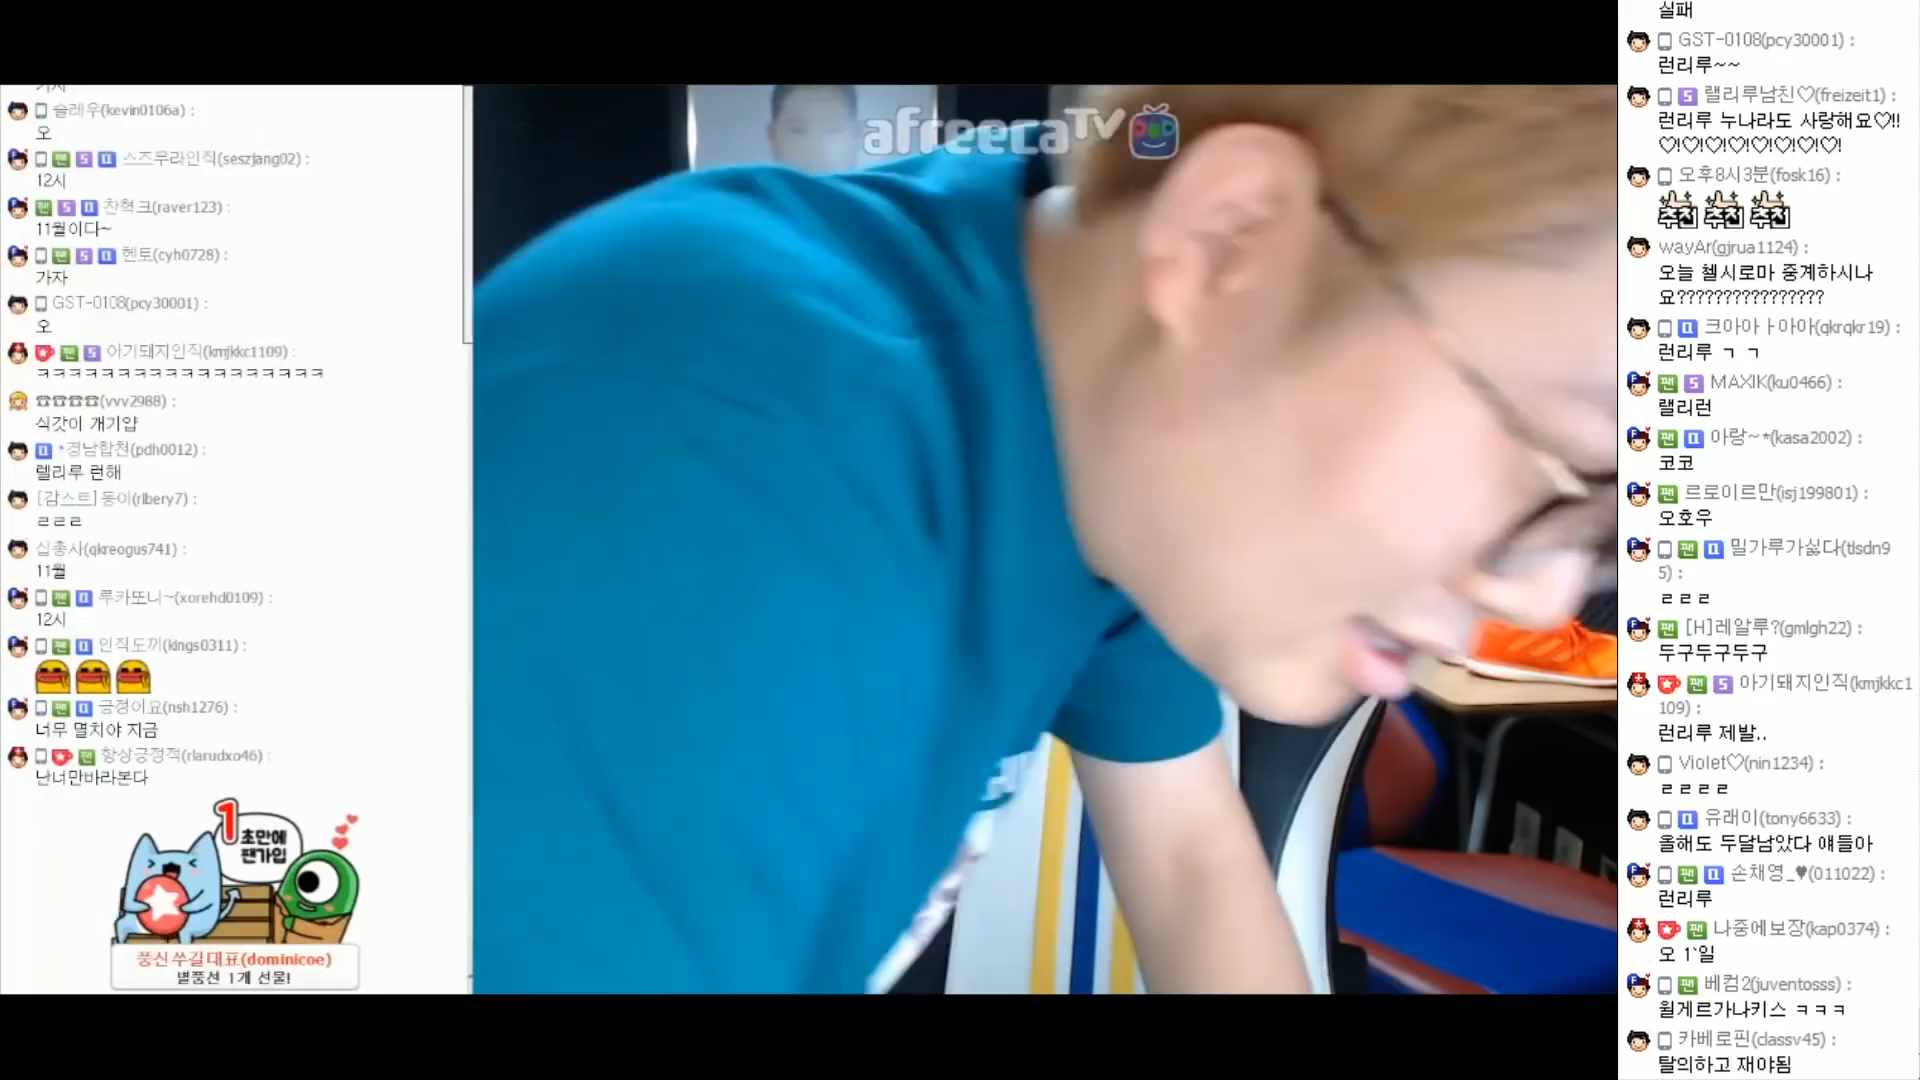 슬레우(kevin0106a) :
오
스즈무라인직(seszjang02) :
12시
찬혁크(raver123) :
11월이다~
헨토(cyh0728) :
가자
GST-0108(pcy30001) :
오
아기돼지인직(kmjkkc1109) :
ㅋㅋㅋㅋㅋㅋㅋㅋㅋㅋㅋㅋㅋㅋㅋㅋㅋㅋ
☎☎☎☎(vvv2988) :
식갓이 개기얍
*경남합천(pdh0012) :
렐리루 런해
[감스트]동이(rlbery7) :
ㄹㄹㄹ
십총사(qkreogus741) :
11월
루카또니~(xorehd0109) :
12시
인직도끼(kings0311) :
긍정이요(nsh1276) :
너무 멸치야 지금
항상긍정적(rlarudxo46) :
난너만바라본다
1
초만에
팬가입
풍신쑤길대표(dominicoe)
별풍선 1개 선물!
afreecaTV
실패
GST-0108(pcy30001) :
런리루~~
랠리루남친♡(freizeit1) :
런리루 누나라도 사랑해요♡!!
♡!♡!♡!♡!♡!♡!♡!♡!
오후8시3분(fosk16) :
추천 추천 추천
wayAr(gjrua1124) :
오늘 첼시로마 중계하시나
요????????????????
크아아ㅏ아아(qkrqkr19) :
런리루 ㄱ ㄱ
MAXIK(ku0466) :
랠리런
아랑~*(kasa2002) :
코코
르로이르만(isj199801) :
오호우
밀가루가싫다(tlsdn9
5) :
ㄹㄹㄹ
[H]레알루?(gmlgh22) :
두구두구두구
아기돼지인직(kmjkkc1
109) :
런리루 제발..
Violet♡(nin1234) :
ㄹㄹㄹㄹ
유래이(tony6633) :
올해도 두달남았다 얘들아
손채영_♥(011022) :
런리루
나중에보장(kap0374) :
오 1`일
베컴2(juventosss) :
월게르가나키스 ㅋㅋㅋ
카베로핀(classv45) :
탈의하고 재야됨